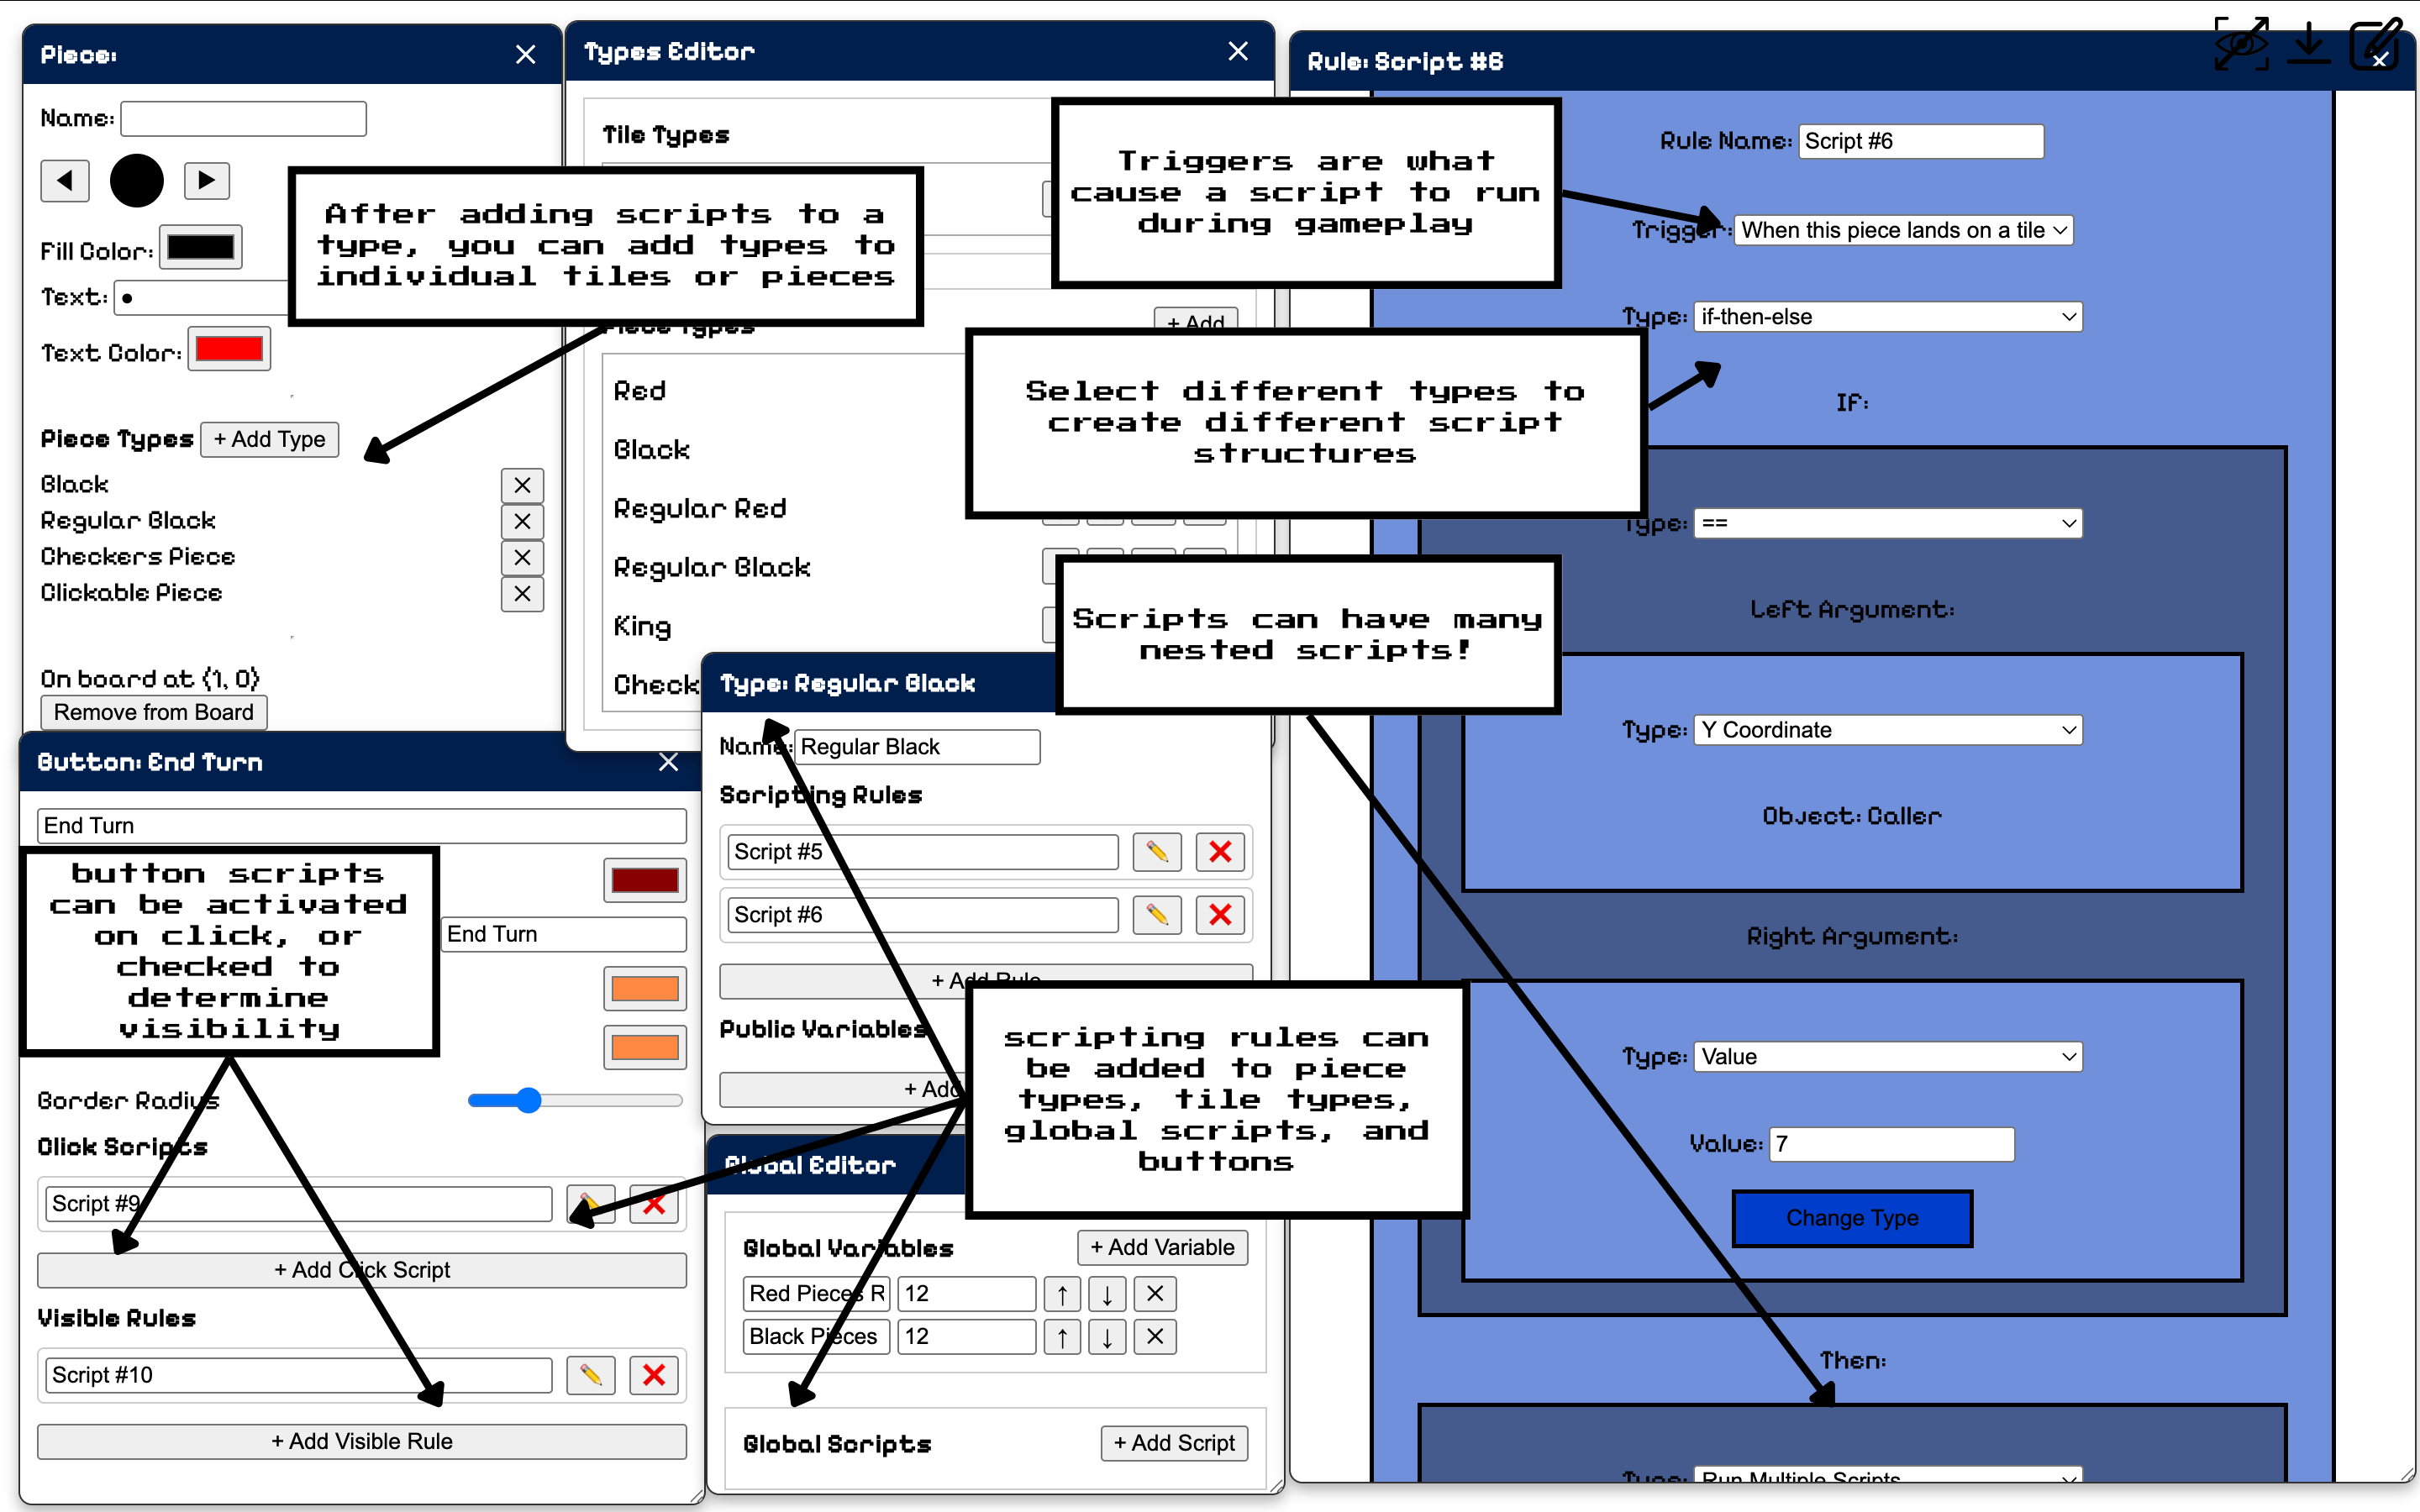 Piece:
Name:
Fill Color:
Text: •
Text Color:
Piece Types + Add Type
Black
Regular Black
Checkers Piece
Clickable Piece
On board at (1, 0)
Remove from Board
After adding scripts to a
type, you can add types to
individual tiles or pieces
Types Editor
Tile Types
Piece Types
+ Add
Red
Black
Regular Red
Regular Black
King
Check
Triggers are what
cause a script to run
during gameplay
Select different types to
create different script
structures
Scripts can have many
nested scripts!
Button: End Turn
End Turn
button scripts
can be activated
on click, or
checked to
determine
visibility
End Turn
Border Radius
Click Scripts
Script #9
+ Add Click Script
Visible Rules
Script #10
+ Add Visible Rule
Type: Regular Black
Name: Regular Black
Scripting Rules
Script #5
Script #6
+ Add Rule
Public Variables
+ Add
scripting rules can
be added to piece
types, tile types,
global scripts, and
buttons
Global Editor
Global Variables + Add Variable
Red Pieces R 12 ↑ ↓
Black Pieces 12 ↑ ↓
Global Scripts + Add Script
Rule: Script #6
Rule Name: Script #6
Trigger: When this piece lands on a tile
Type: if-then-else
If:
Type: ==
Left Argument:
Type: Y Coordinate
Object: Caller
Right Argument:
Type: Value
Value: 7
Change Type
Then:
Type: Run Multiple Scripts